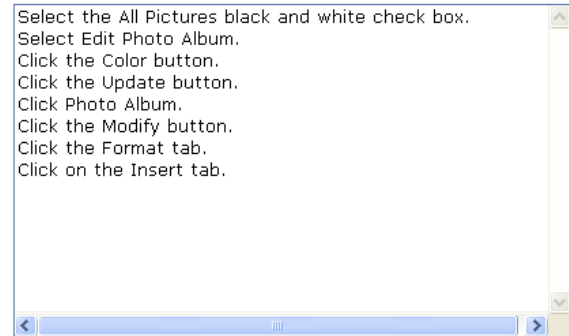 Select the All Pictures black and white check box.
Select Edit Photo Album.
Click the Color button.
Click the Update button.
Click Photo Album.
Click the Modify button.
Click the Format tab.
Click on the Insert tab.